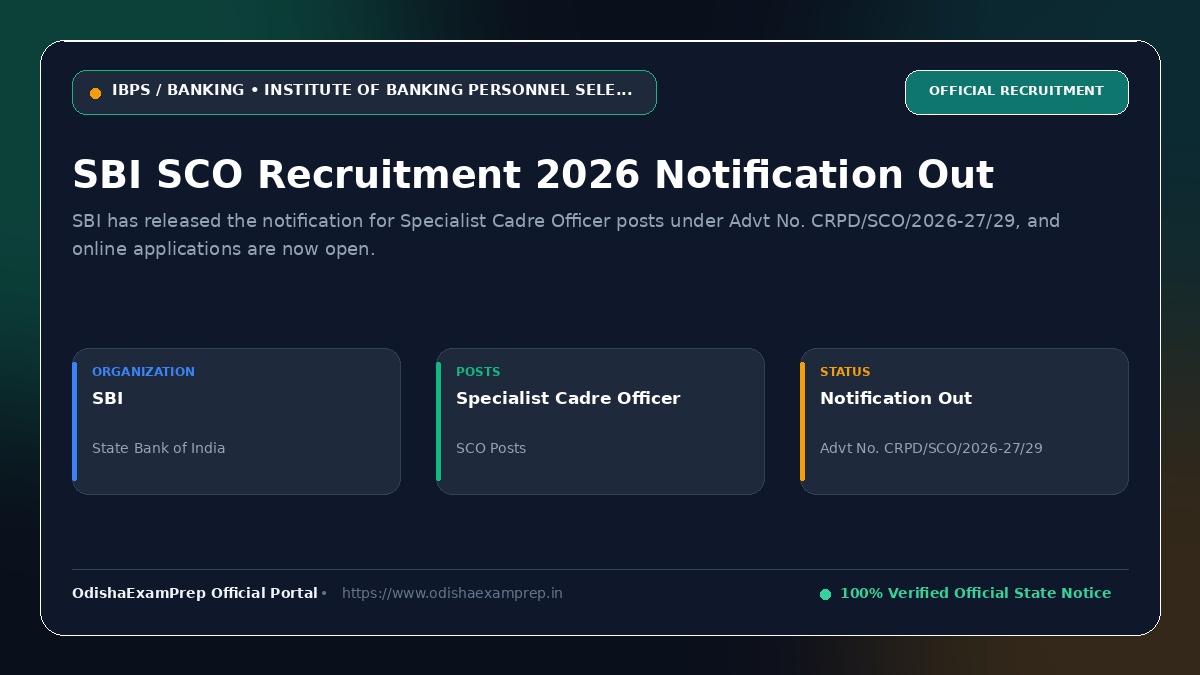 IBPS / BANKING • INSTITUTE OF BANKING PERSONNEL SELE...
OFFICIAL RECRUITMENT
SBI SCO Recruitment 2026 Notification Out
SBI has released the notification for Specialist Cadre Officer posts under Advt No. CRPD/SCO/2026-27/29, and
online applications are now open.
ORGANIZATION
SBI
State Bank of India
POSTS
Specialist Cadre Officer
SCO Posts
STATUS
Notification Out
Advt No. CRPD/SCO/2026-27/29
OdishaExamPrep Official Portal • https://www.odishaexamprep.in
100% Verified Official State Notice